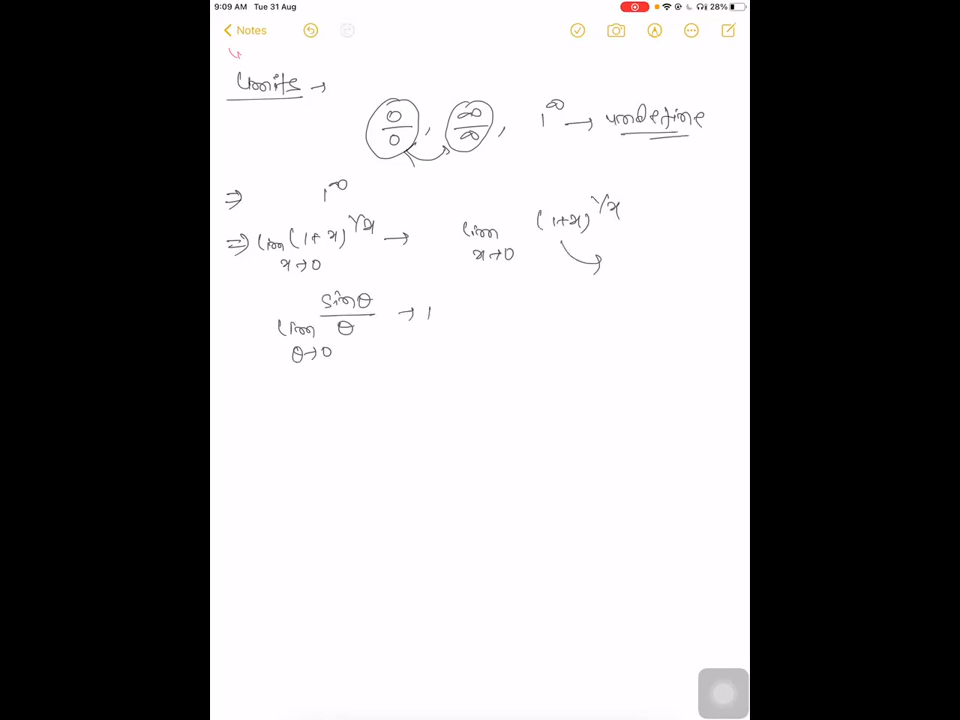 9:09 AM Tue 31 Aug 28%
Notes
Limits →
0/0, ∞/∞, 1^∞ → undefine
⇒ 1^∞
⇒ lim x→0 (1+x)^1/x → lim x→0 (1+x)^1/x
lim θ→0 sinθ/θ → 1